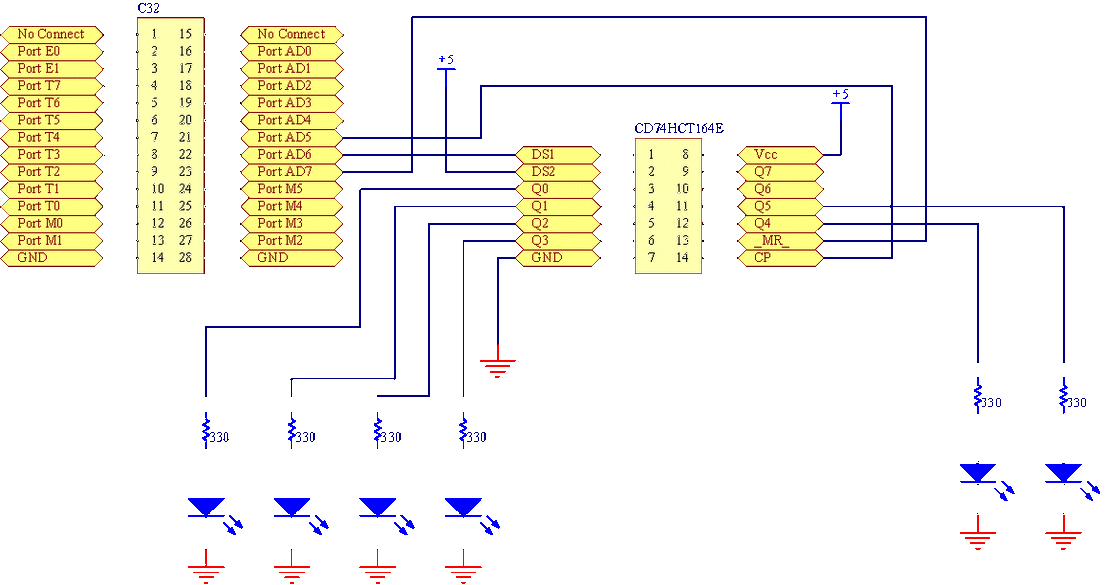 C32
No Connect 1 15 No Connect
Port E0 2 16 Port AD0
Port E1 3 17 Port AD1
Port T7 4 18 Port AD2
Port T6 5 19 Port AD3
Port T5 6 20 Port AD4
Port T4 7 21 Port AD5
Port T3 8 22 Port AD6
Port T2 9 23 Port AD7
Port T1 10 24 Port M5
Port T0 11 25 Port M4
Port M0 12 26 Port M3
Port M1 13 27 Port M2
GND 14 28 GND
+5
+5
CD74HCT164E
DS1 1 8 Vcc
DS2 2 9 Q7
Q0 3 10 Q6
Q1 4 11 Q5
Q2 5 12 Q4
Q3 6 13 _MR_
GND 7 14 CP
330 330
330 330 330 330